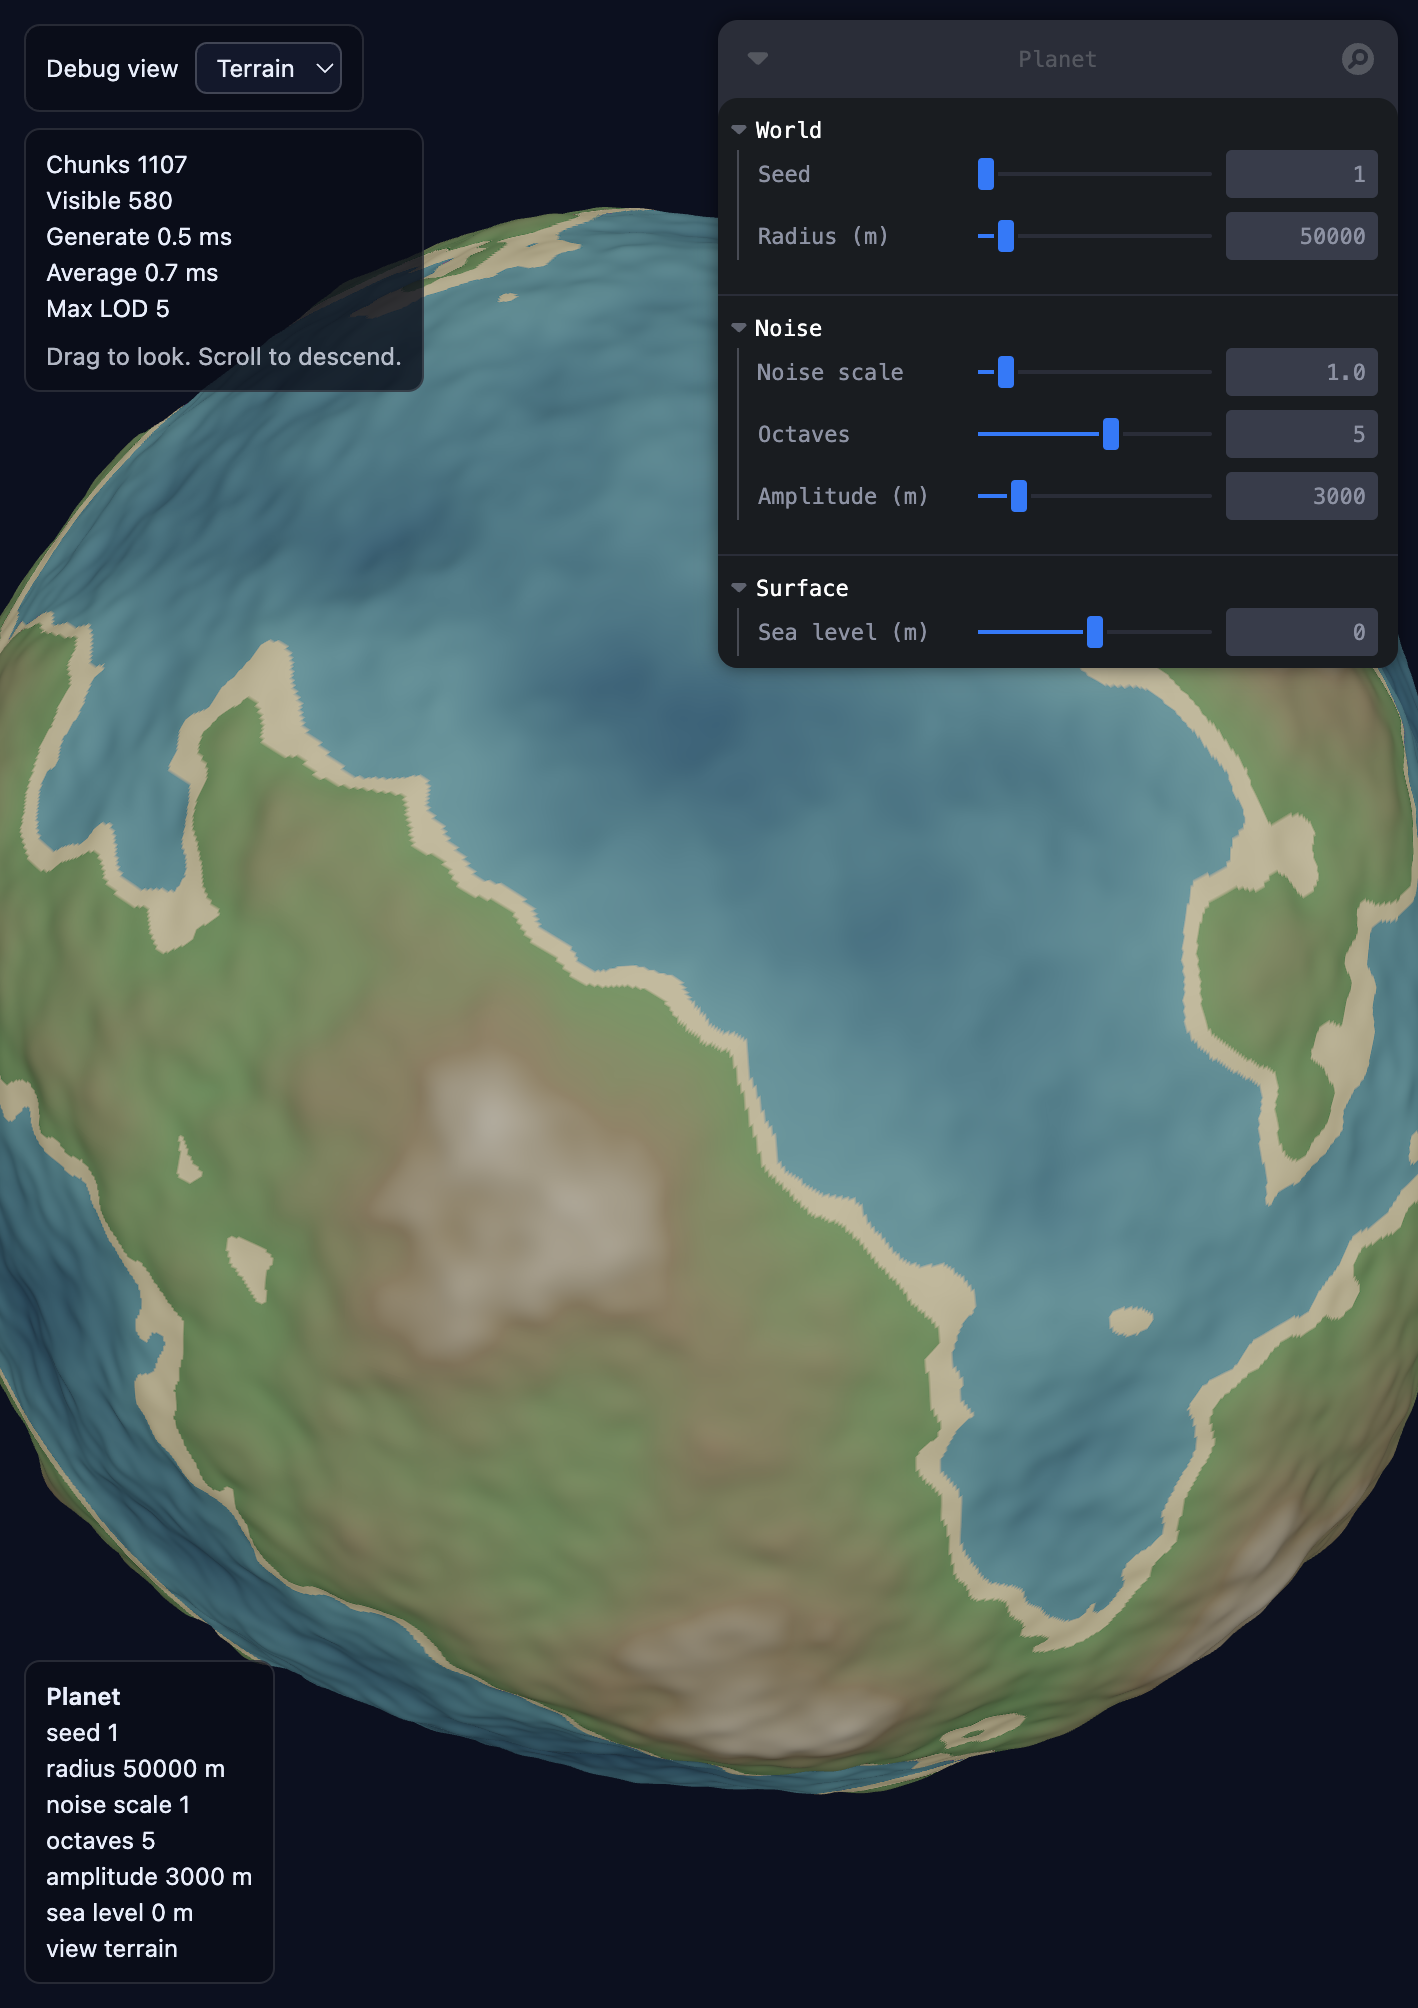 Debug view Terrain
Chunks 1107
Visible 580
Generate 0.5 ms
Average 0.7 ms
Max LOD 5
Drag to look. Scroll to descend.
Planet
World
Seed 1
Radius (m) 50000
Noise
Noise scale 1.0
Octaves 5
Amplitude (m) 3000
Surface
Sea level (m) 0
Planet
seed 1
radius 50000 m
noise scale 1
octaves 5
amplitude 3000 m
sea level 0 m
view terrain